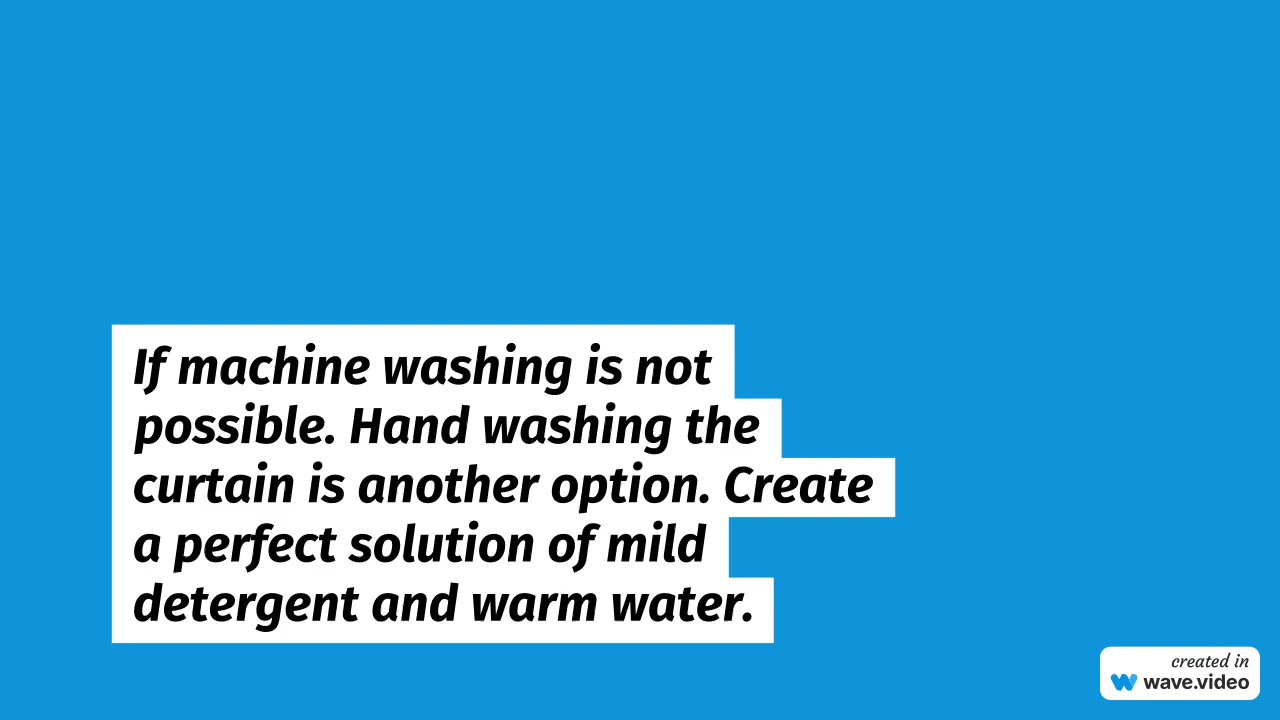 If machine washing is not
possible. Hand washing the
curtain is another option. Create
a perfect solution of mild
detergent and warm water.
created in
wave.video